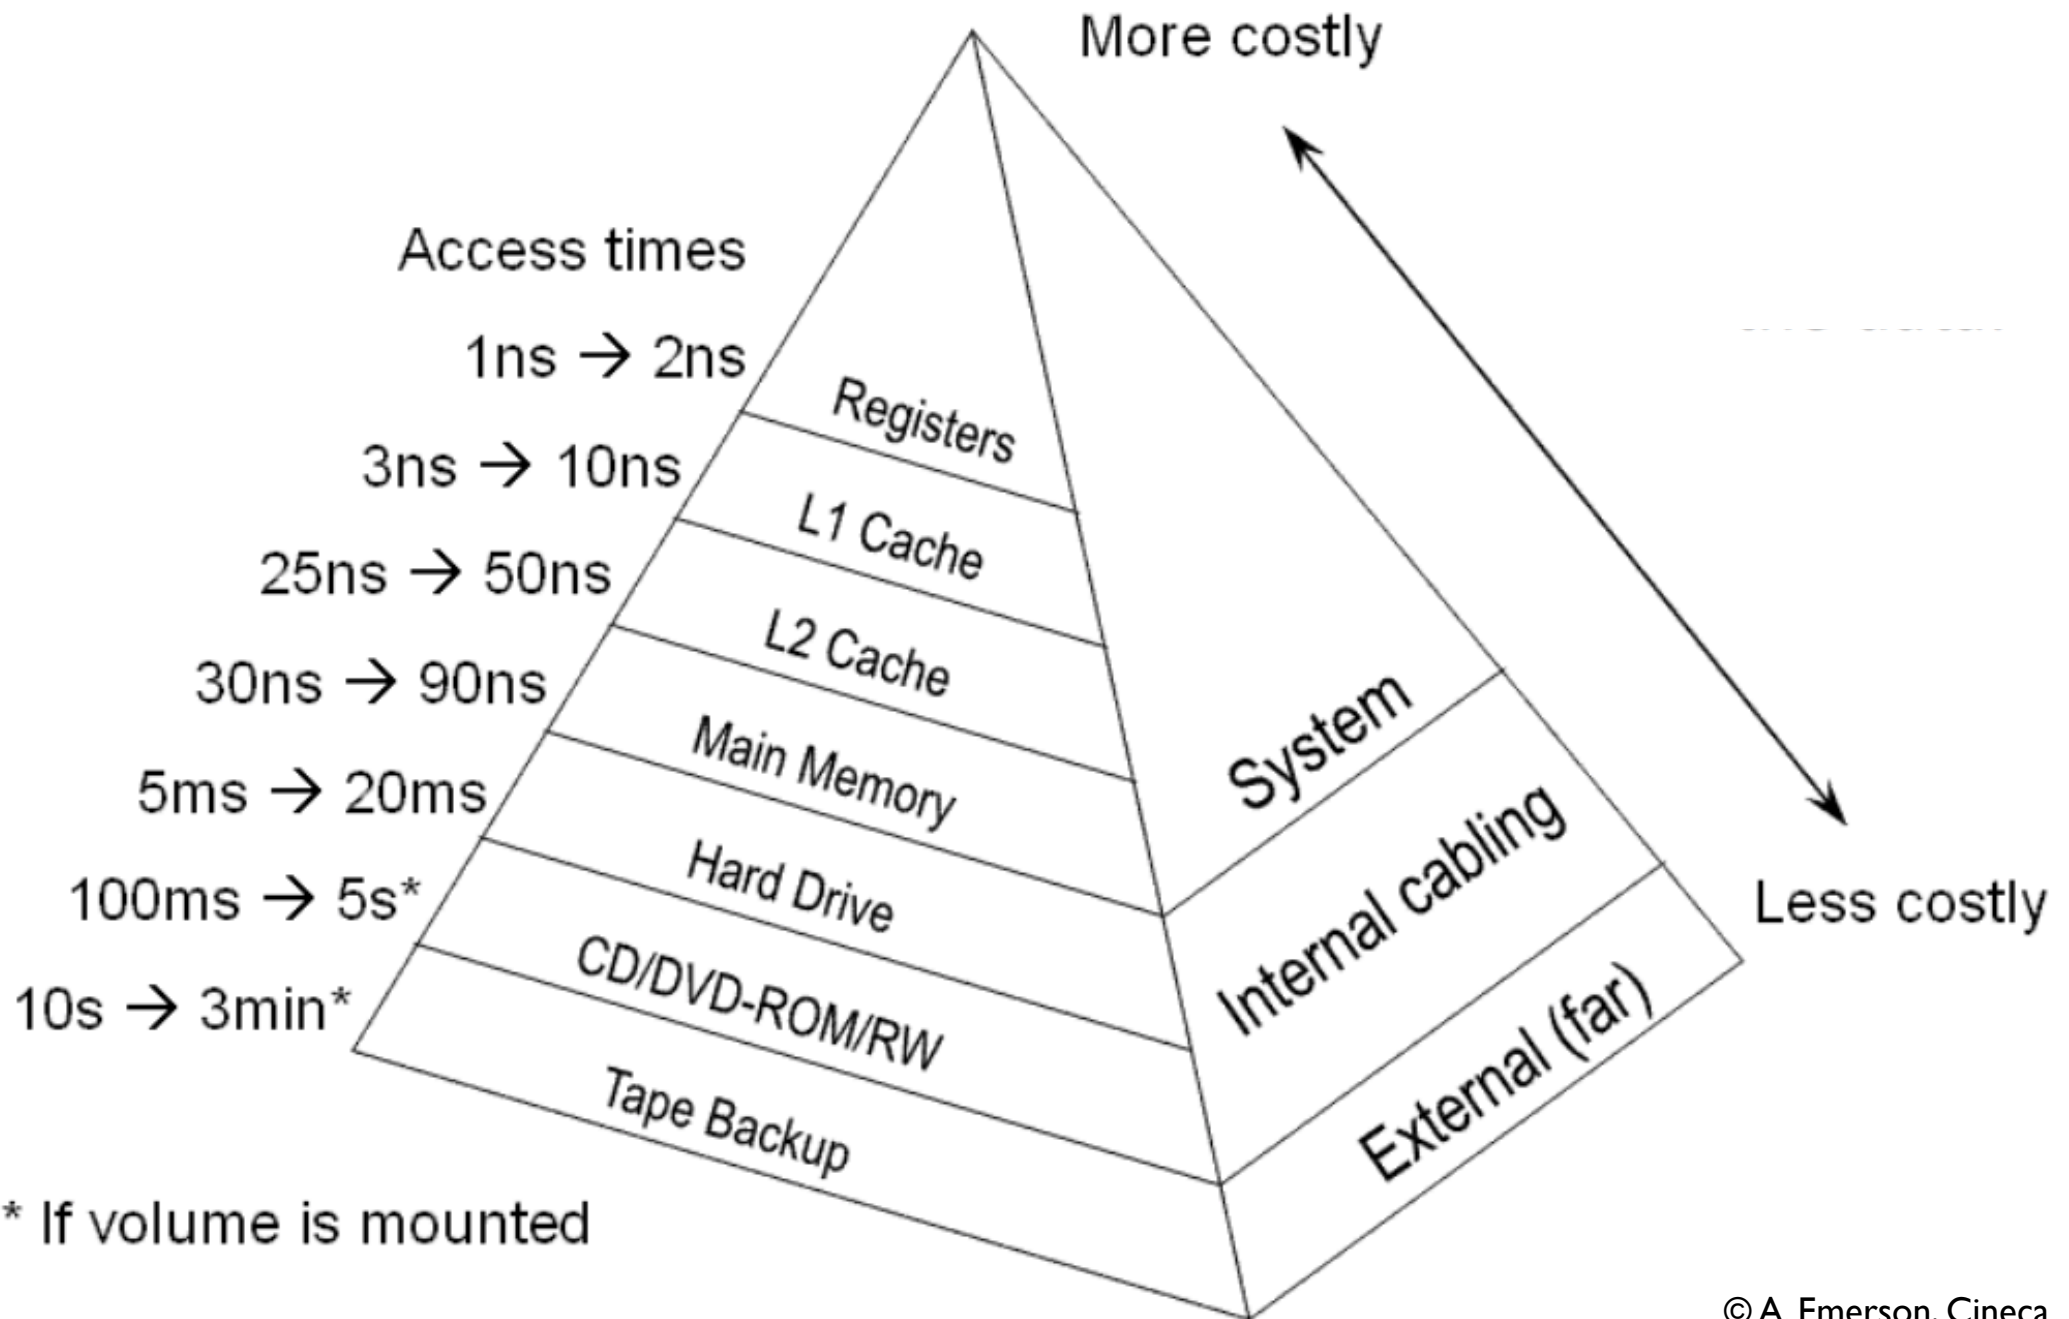 More costly
Access times
1ns → 2ns
3ns → 10ns
25ns → 50ns
30ns → 90ns
5ms → 20ms
100ms → 5s*
10s → 3min*
* If volume is mounted
Registers
L1 Cache
L2 Cache
Main Memory
Hard Drive
CD/DVD-ROM/RW
Tape Backup
System
Internal cabling
External (far)
Less costly
© A. Emerson, Cineca